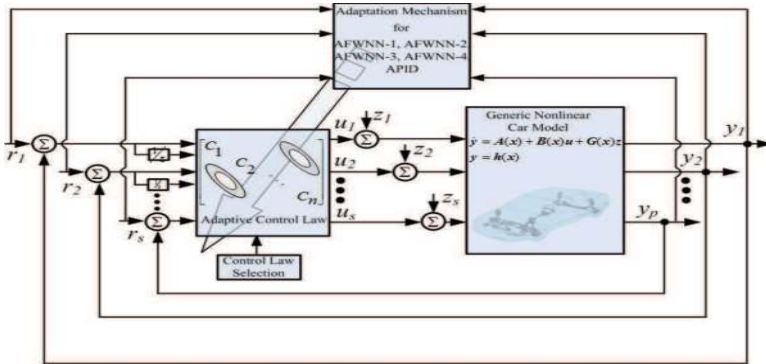 Adaptation Mechanism
for
AFWNN-1, AFWNN-2
AFWNN-3, AFWNN-4
APID
r₁
Σ
r₂
Σ
rₛ
Σ
C₁
C₂
Cₙ
Adaptive Control Law
Control Law
Selection
u₁
z₁
Σ
u₂
z₂
Σ
uₛ
zₛ
Σ
Generic Nonlinear
Car Model
ẏ = A(x) + B(x)u + G(x)z
y = h(x)
y₁
y₂
yₚ